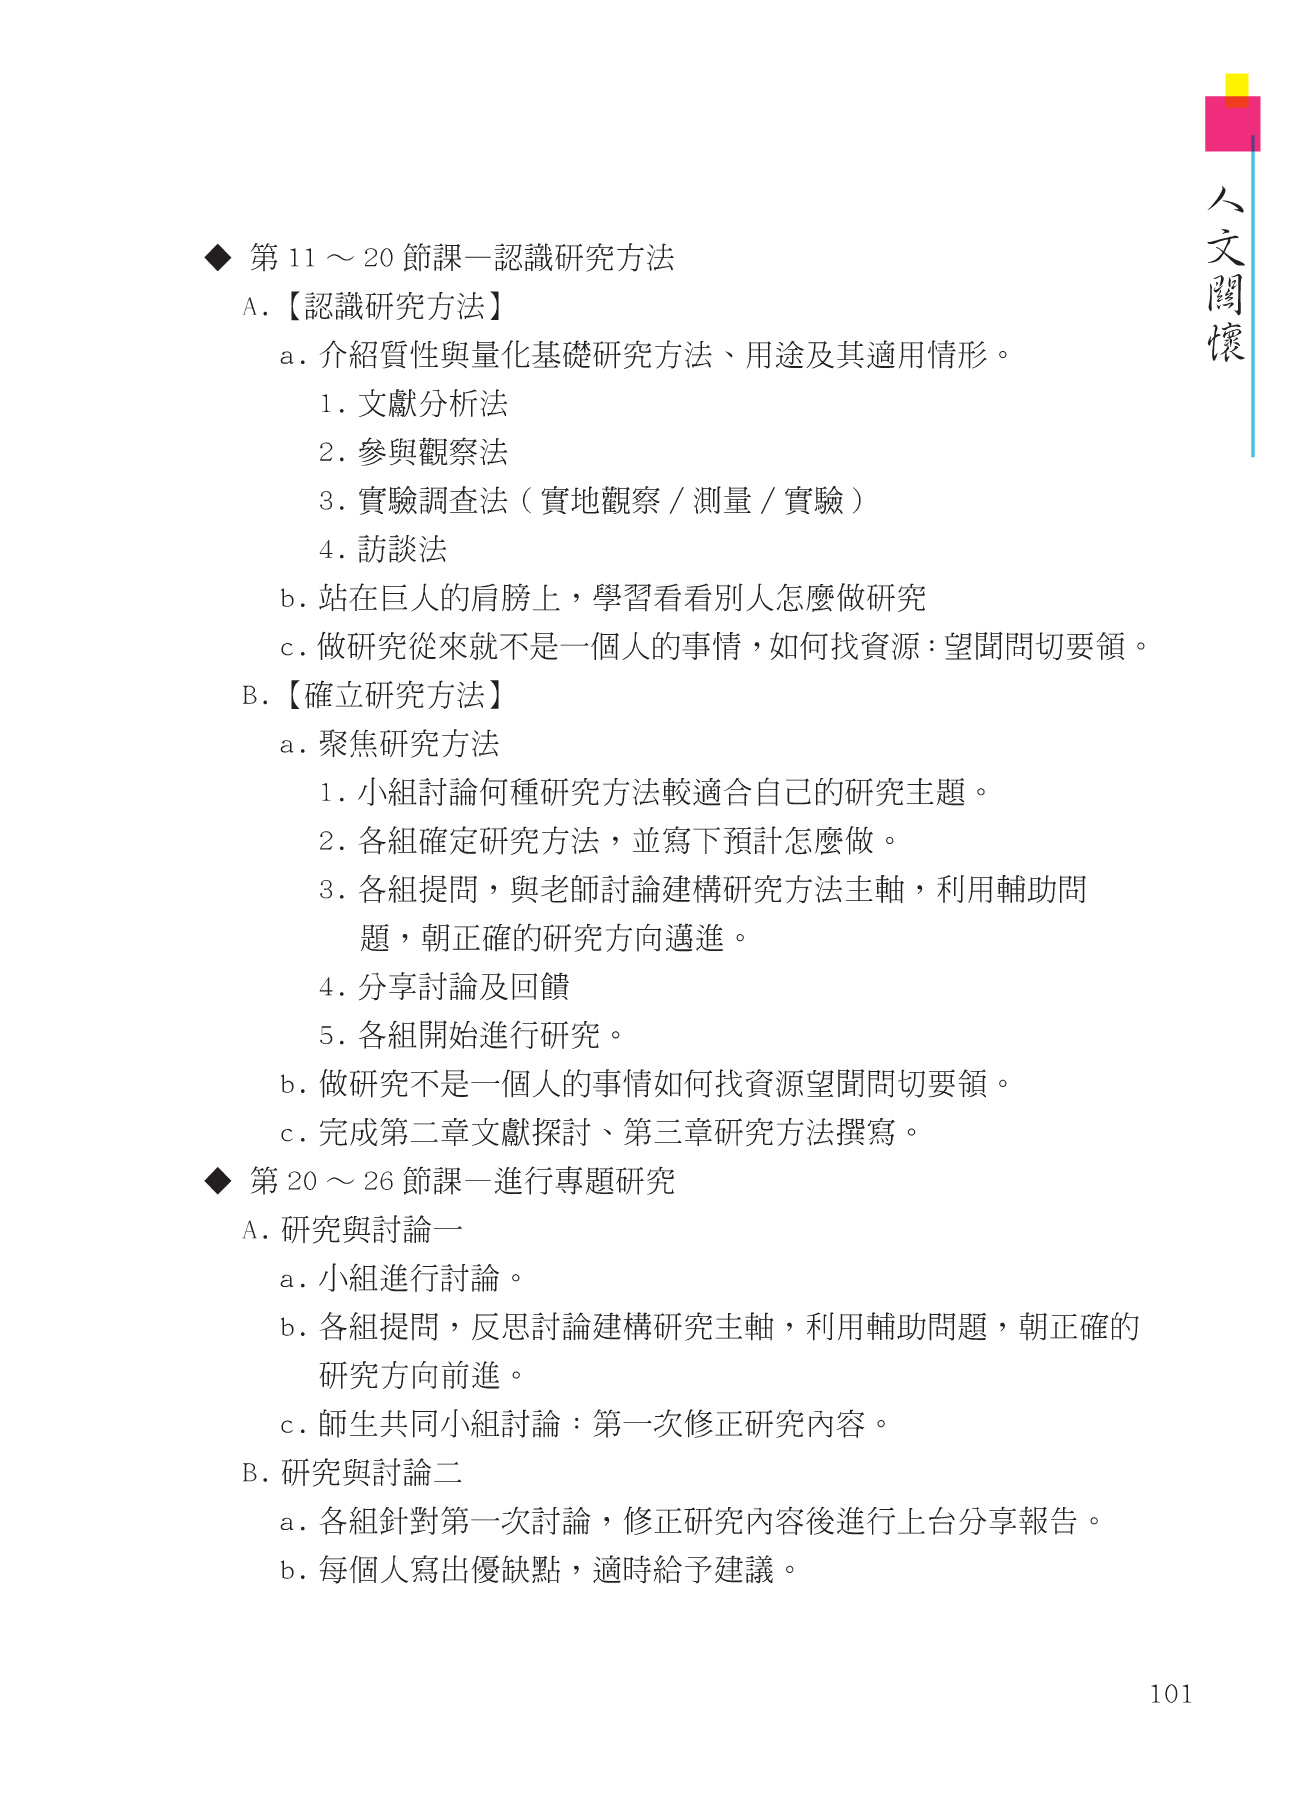 人文關懷
◆ 第 11 ～ 20 節課—認識研究方法
A.【認識研究方法】
a. 介紹質性與量化基礎研究方法、用途及其適用情形。
1. 文獻分析法
2. 參與觀察法
3. 實驗調查法（實地觀察 / 測量 / 實驗）
4. 訪談法
b. 站在巨人的肩膀上，學習看看別人怎麼做研究
c. 做研究從來就不是一個人的事情，如何找資源：望聞問切要領。
B.【確立研究方法】
a. 聚焦研究方法
1. 小組討論何種研究方法較適合自己的研究主題。
2. 各組確定研究方法，並寫下預計怎麼做。
3. 各組提問，與老師討論建構研究方法主軸，利用輔助問
題，朝正確的研究方向邁進。
4. 分享討論及回饋
5. 各組開始進行研究。
b. 做研究不是一個人的事情如何找資源望聞問切要領。
c. 完成第二章文獻探討、第三章研究方法撰寫。
◆ 第 20 ～ 26 節課—進行專題研究
A. 研究與討論一
a. 小組進行討論。
b. 各組提問，反思討論建構研究主軸，利用輔助問題，朝正確的
研究方向前進。
c. 師生共同小組討論：第一次修正研究內容。
B. 研究與討論二
a. 各組針對第一次討論，修正研究內容後進行上台分享報告。
b. 每個人寫出優缺點，適時給予建議。
101